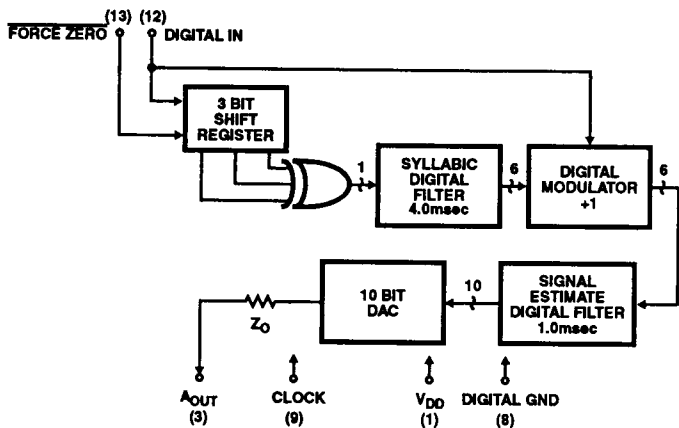 (13) (12)
FORCE ZERO DIGITAL IN
3 BIT
SHIFT
REGISTER
1
SYLLABIC
DIGITAL
FILTER
4.0msec
6
DIGITAL
MODULATOR
+1
6
10 BIT
DAC
10
SIGNAL
ESTIMATE
DIGITAL FILTER
1.0msec
ZO
AOUT CLOCK VDD DIGITAL GND
(3) (9) (1) (8)